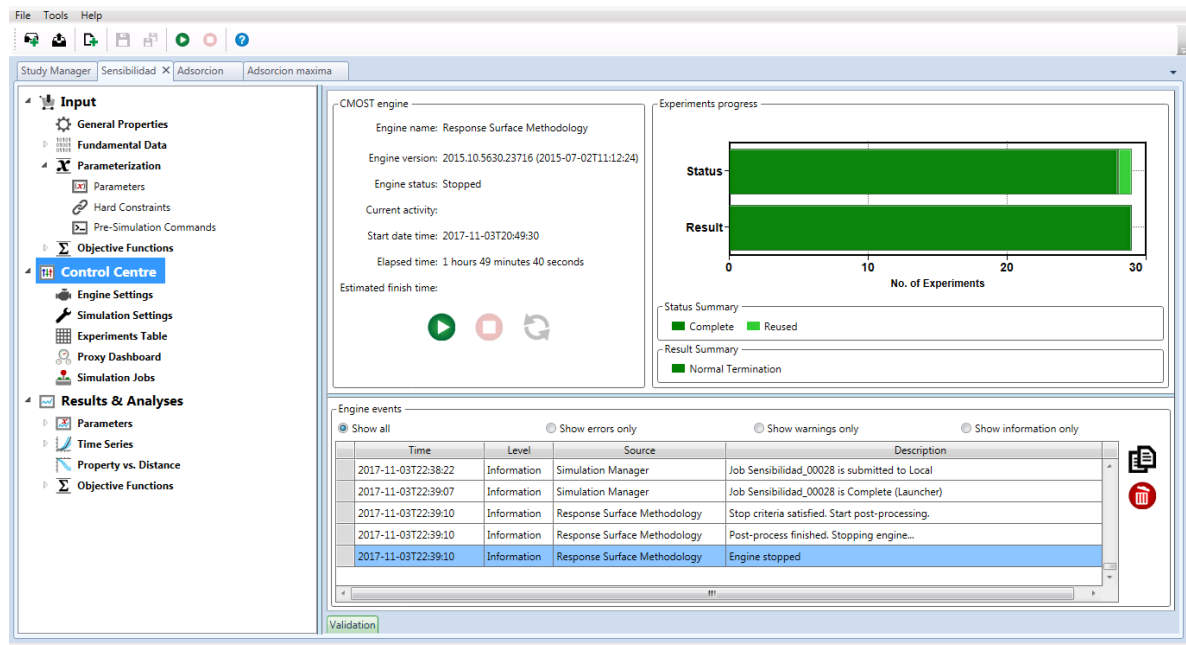 File Tools Help
Study Manager Sensibilidad Adsorcion Adsorcion maxima
Input
General Properties
Fundamental Data
Parameterization
Parameters
Hard Constraints
Pre-Simulation Commands
Objective Functions
Control Centre
Engine Settings
Simulation Settings
Experiments Table
Proxy Dashboard
Simulation Jobs
Results & Analyses
Parameters
Time Series
Property vs. Distance
Objective Functions
CMOST engine
Engine name: Response Surface Methodology
Engine version: 2015.10.5630.23716 (2015-07-02T11:12:24)
Engine status: Stopped
Current activity:
Start date time: 2017-11-03T20:49:30
Elapsed time: 1 hours 49 minutes 40 seconds
Estimated finish time:
Experiments progress
Status
Result
0 10 20 30
No. of Experiments
Status Summary
Complete Reused
Result Summary
Normal Termination
Engine events
Show all Show errors only Show warnings only Show information only
Time Level Source Description
2017-11-03T22:38:22 Information Simulation Manager Job Sensibilidad_00028 is submitted to Local
2017-11-03T22:39:07 Information Simulation Manager Job Sensibilidad_00028 is Complete (Launcher)
2017-11-03T22:39:10 Information Response Surface Methodology Stop criteria satisfied. Start post-processing.
2017-11-03T22:39:10 Information Response Surface Methodology Post-process finished. Stopping engine...
2017-11-03T22:39:10 Information Response Surface Methodology Engine stopped
Validation